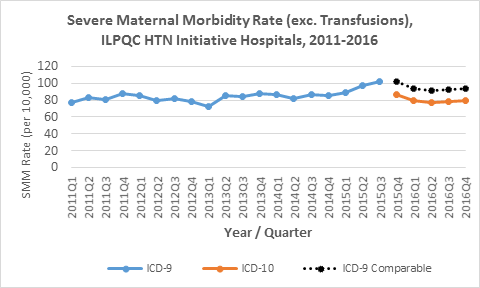 Severe Maternal Morbidity Rate (exc. Transfusions),
ILPQC HTN Initiative Hospitals, 2011-2016
SMM Rate (per 10,000)
120
100
80
60
40
20
0
2011Q1
2011Q2
2011Q3
2011Q4
2012Q1
2012Q2
2012Q3
2012Q4
2013Q1
2013Q2
2013Q3
2013Q4
2014Q1
2014Q2
2014Q3
2014Q4
2015Q1
2015Q2
2015Q3
2015Q4
2016Q1
2016Q2
2016Q3
2016Q4
Year / Quarter
ICD-9 ICD-10 ICD-9 Comparable